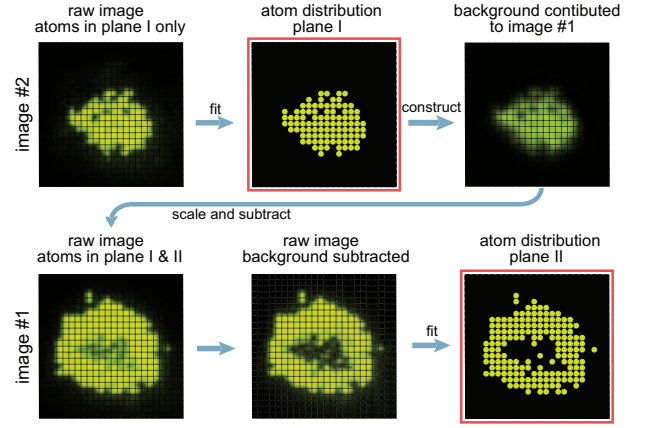 raw image
atoms in plane I only
atom distribution
plane I
background contibuted
to image #1
image #2
fit
construct
scale and subtract
raw image
atoms in plane I & II
raw image
background subtracted
atom distribution
plane II
image #1
fit